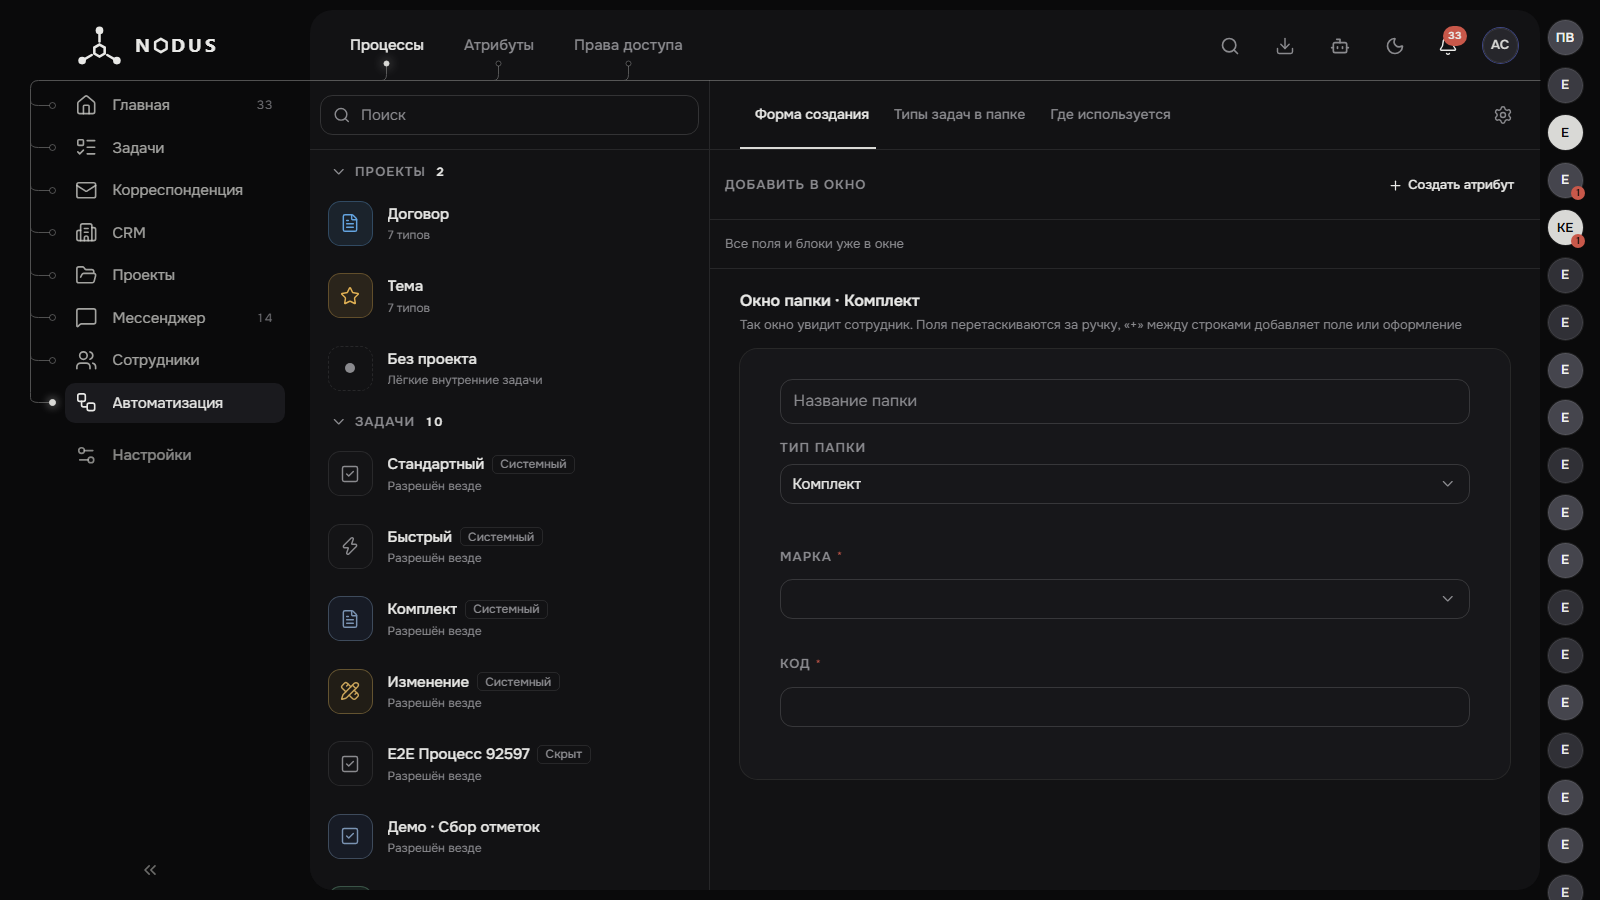 NODUS
Процессы
Атрибуты
Права доступа
33
АС
Главная 33
Задачи
Корреспонденция
CRM
Проекты
Мессенджер 14
Сотрудники
Автоматизация
Настройки
Поиск
ПРОЕКТЫ 2
Договор
7 типов
Тема
7 типов
Без проекта
Лёгкие внутренние задачи
ЗАДАЧИ 10
Стандартный Системный
Разрешён везде
Быстрый Системный
Разрешён везде
Комплект Системный
Разрешён везде
Изменение Системный
Разрешён везде
E2E Процесс 92597 Скрыт
Разрешён везде
Демо · Сбор отметок
Разрешён везде
Форма создания
Типы задач в папке
Где используется
ДОБАВИТЬ В ОКНО
+ Создать атрибут
Все поля и блоки уже в окне
Окно папки · Комплект
Так окно увидит сотрудник. Поля перетаскиваются за ручку, «+» между строками добавляет поле или оформление
Название папки
ТИП ПАПКИ
Комплект
МАРКА *
КОД *
ПВ
E
E
E
1
KE
1
E
E
E
E
E
E
E
E
E
E
E
E
E
E